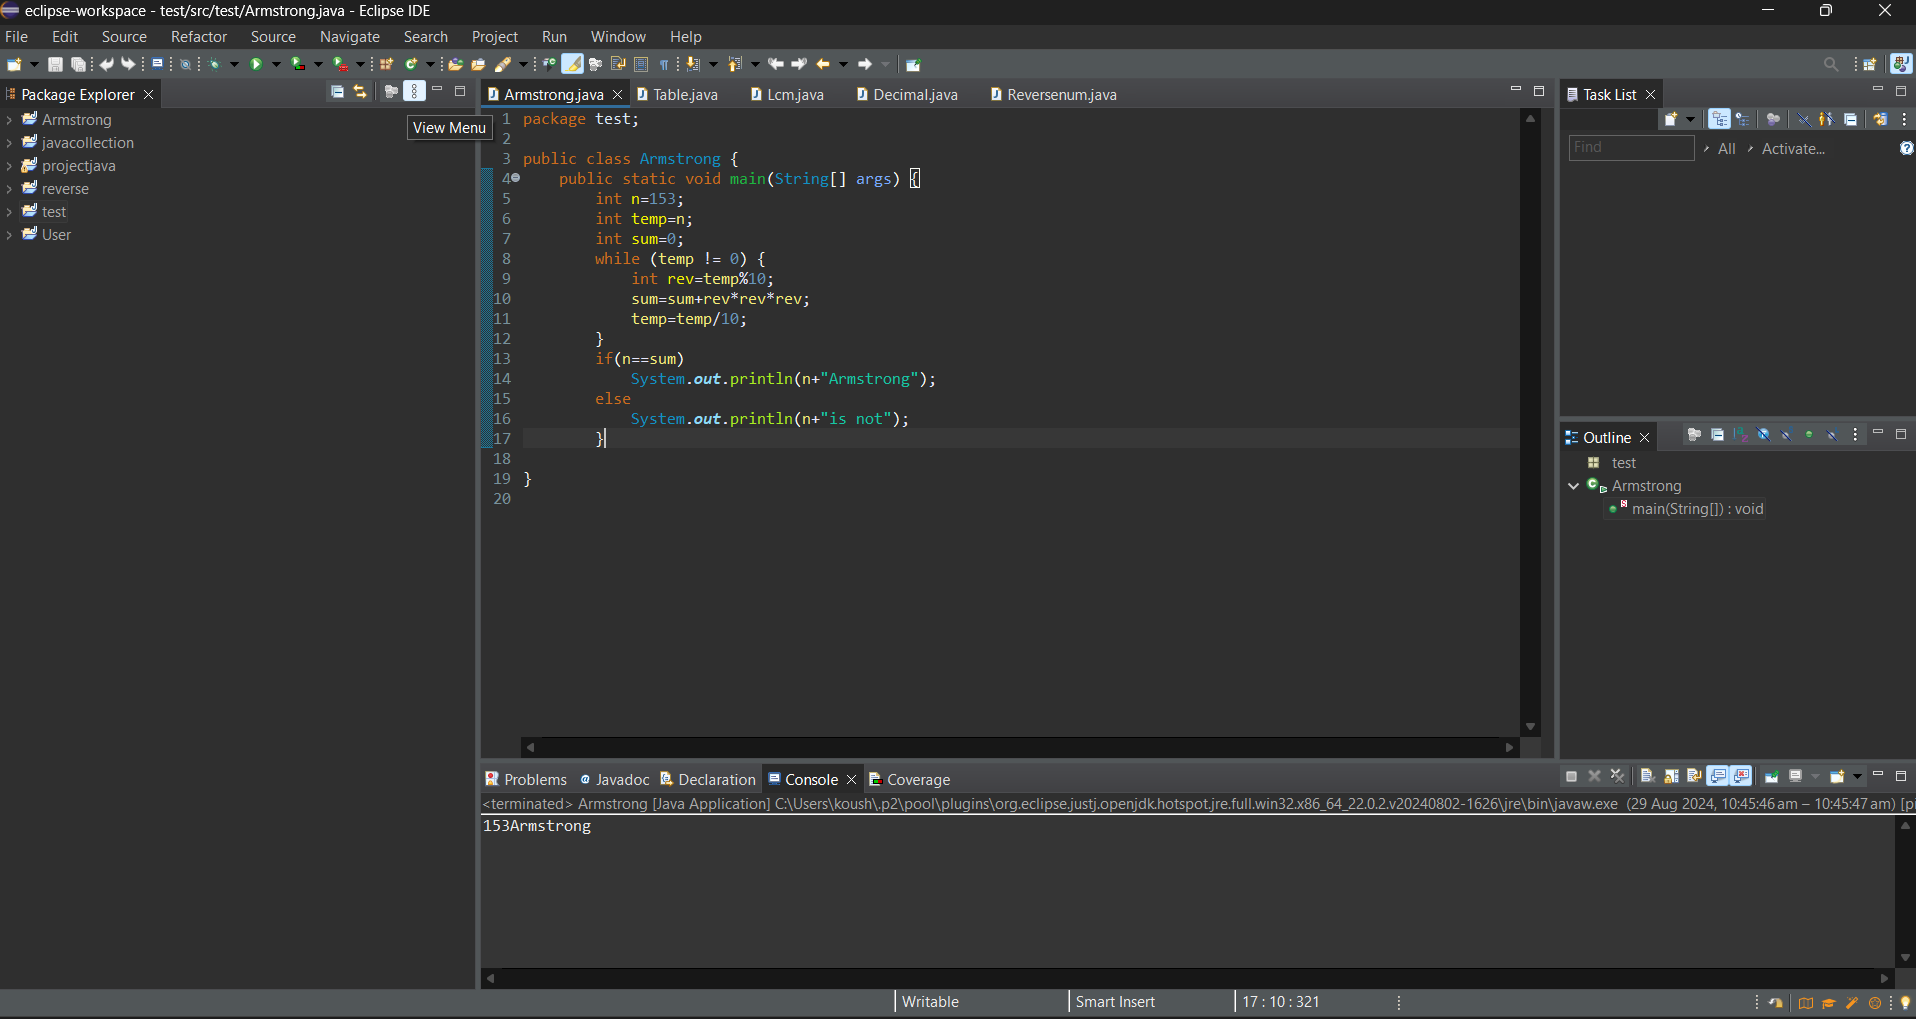 eclipse-workspace - test/src/test/Armstrong.java - Eclipse IDE
File Edit Source Refactor Source Navigate Search Project Run Window Help
Package Explorer
Armstrong
javacollection
projectjava
reverse
test
User
View Menu
Armstrong.java Table.java Lcm.java Decimal.java Reversenum.java
1 package test;
2
3 public class Armstrong {
4 public static void main(String[] args) {
5 int n=153;
6 int temp=n;
7 int sum=0;
8 while (temp != 0) {
9 int rev=temp%10;
10 sum=sum+rev*rev*rev;
11 temp=temp/10;
12 }
13 if(n==sum)
14 System.out.println(n+"Armstrong");
15 else
16 System.out.println(n+"is not");
17 }
18
19 }
20
Task List
Find All Activate...
Outline
test
Armstrong
main(String[]) : void
Problems Javadoc Declaration Console Coverage
<terminated> Armstrong [Java Application] C:\Users\koush\.p2\pool\plugins\org.eclipse.justj.openjdk.hotspot.jre.full.win32.x86_64_22.0.2.v20240802-1626\jre\bin\javaw.exe (29 Aug 2024, 10:45:46 am – 10:45:47 am) [pi
153Armstrong
Writable Smart Insert 17 : 10 : 321